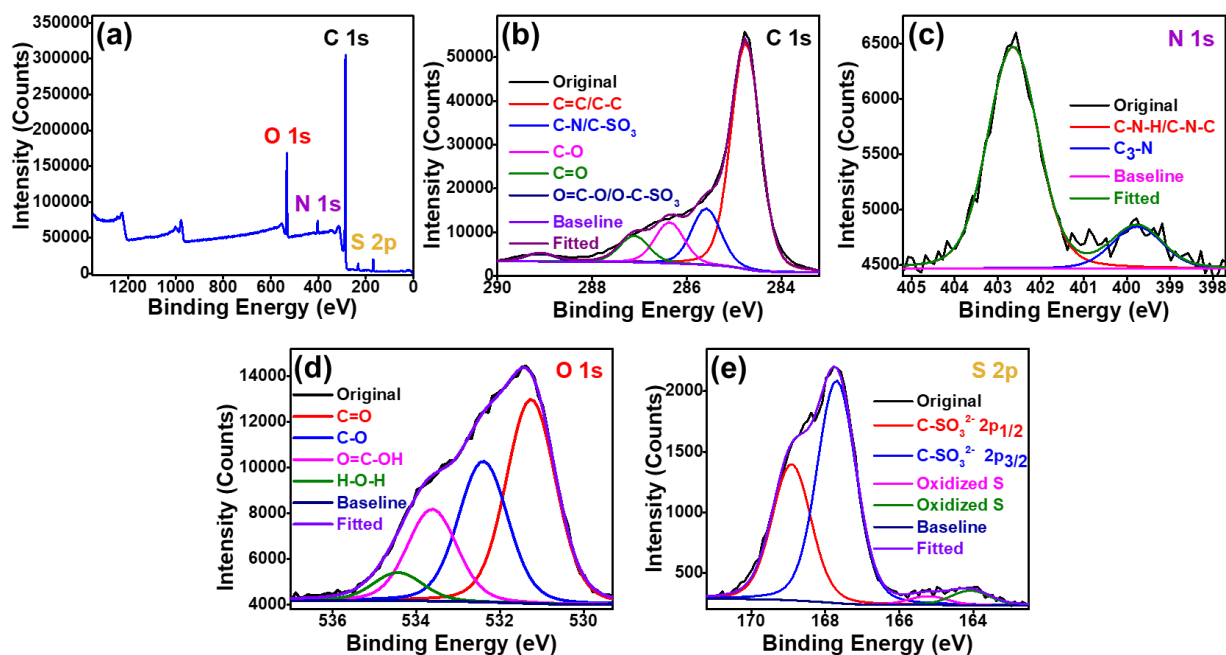 (a)
C 1s
O 1s
N 1s
S 2p
350000
300000
250000
200000
150000
100000
50000
0
1200 1000 800 600 400 200 0
Intensity (Counts)
Binding Energy (eV)
(b)
C 1s
Original
C=C/C-C
C-N/C-SO₃
C-O
C=O
O=C-O/O-C-SO₃
Baseline
Fitted
50000
40000
30000
20000
10000
0
290 288 286 284
Intensity (Counts)
Binding Energy (eV)
(c)
N 1s
Original
C-N-H/C-N-C
C₃-N
Baseline
Fitted
6500
6000
5500
5000
4500
405 404 403 402 401 400 399 398
Intensity (Counts)
Binding Energy (eV)
(d)
O 1s
Original
C=O
C-O
O=C-OH
H-O-H
Baseline
Fitted
14000
12000
10000
8000
6000
4000
536 534 532 530
Intensity (Counts)
Binding Energy (eV)
(e)
S 2p
Original
C-SO₃²⁻ 2p₁/₂
C-SO₃²⁻ 2p₃/₂
Oxidized S
Oxidized S
Baseline
Fitted
2000
1500
1000
500
170 168 166 164
Intensity (Counts)
Binding Energy (eV)